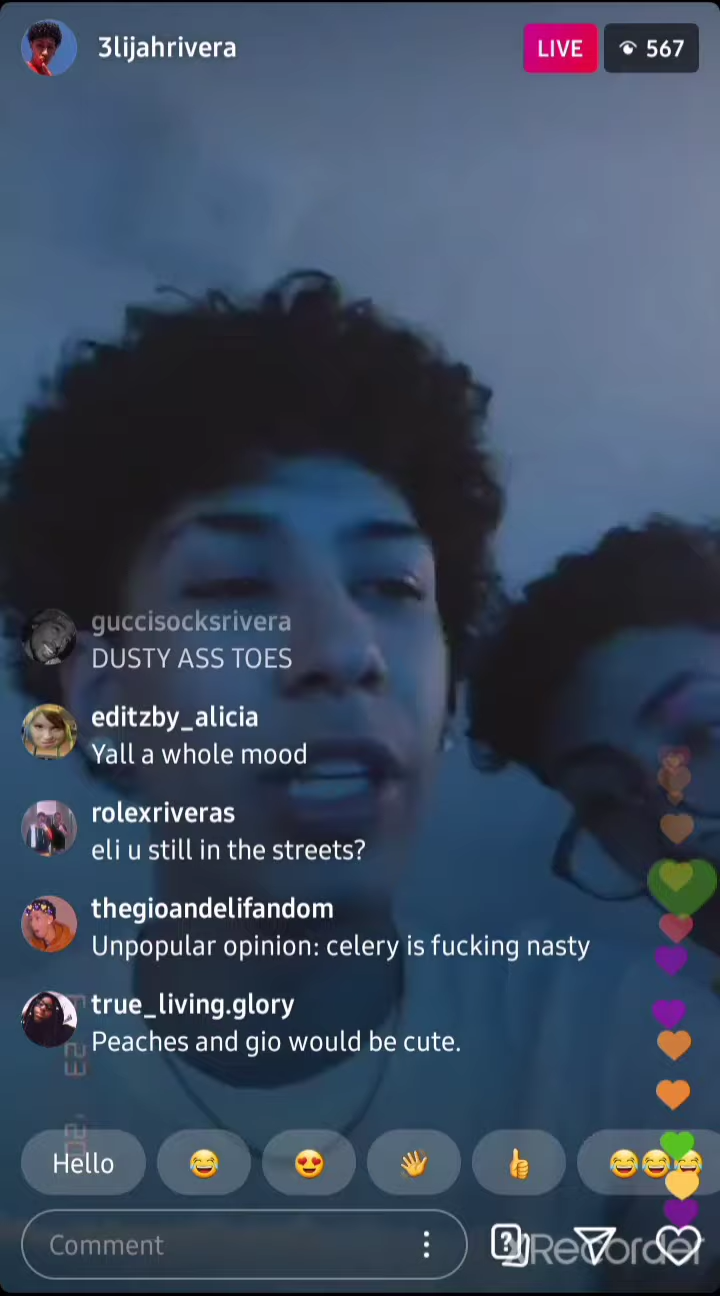 3lijahrivera
LIVE
567
guccisocksrivera
DUSTY ASS TOES
editzby_alicia
Yall a whole mood
rolexriveras
eli u still in the streets?
thegioandelifandom
Unpopular opinion: celery is fucking nasty
true_living.glory
Peaches and gio would be cute.
Hello
Comment
XRecorder